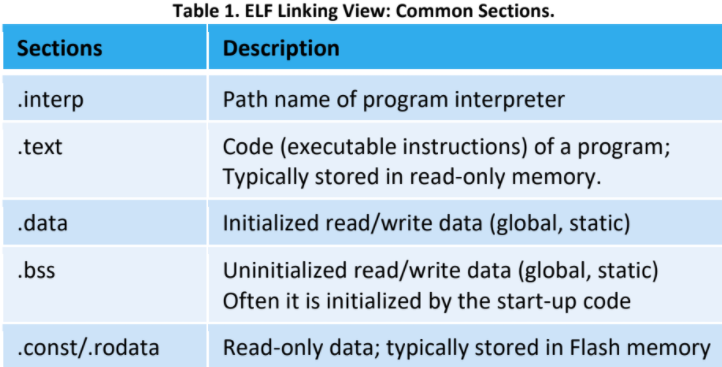 Table 1. ELF Linking View: Common Sections.
Sections Description
.interp Path name of program interpreter
.text Code (executable instructions) of a program;
Typically stored in read-only memory.
.data Initialized read/write data (global, static)
.bss Uninitialized read/write data (global, static)
Often it is initialized by the start-up code
.const/.rodata Read-only data; typically stored in Flash memory